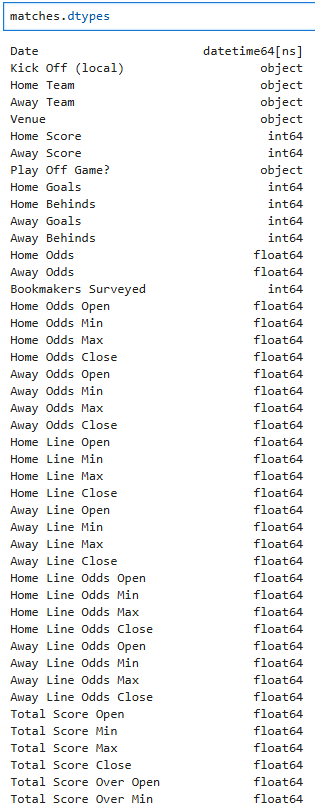 matches.dtypes
Date datetime64[ns]
Kick Off (local) object
Home Team object
Away Team object
Venue object
Home Score int64
Away Score int64
Play Off Game? object
Home Goals int64
Home Behinds int64
Away Goals int64
Away Behinds int64
Home Odds float64
Away Odds float64
Bookmakers Surveyed int64
Home Odds Open float64
Home Odds Min float64
Home Odds Max float64
Home Odds Close float64
Away Odds Open float64
Away Odds Min float64
Away Odds Max float64
Away Odds Close float64
Home Line Open float64
Home Line Min float64
Home Line Max float64
Home Line Close float64
Away Line Open float64
Away Line Min float64
Away Line Max float64
Away Line Close float64
Home Line Odds Open float64
Home Line Odds Min float64
Home Line Odds Max float64
Home Line Odds Close float64
Away Line Odds Open float64
Away Line Odds Min float64
Away Line Odds Max float64
Away Line Odds Close float64
Total Score Open float64
Total Score Min float64
Total Score Max float64
Total Score Close float64
Total Score Over Open float64
Total Score Over Min float64